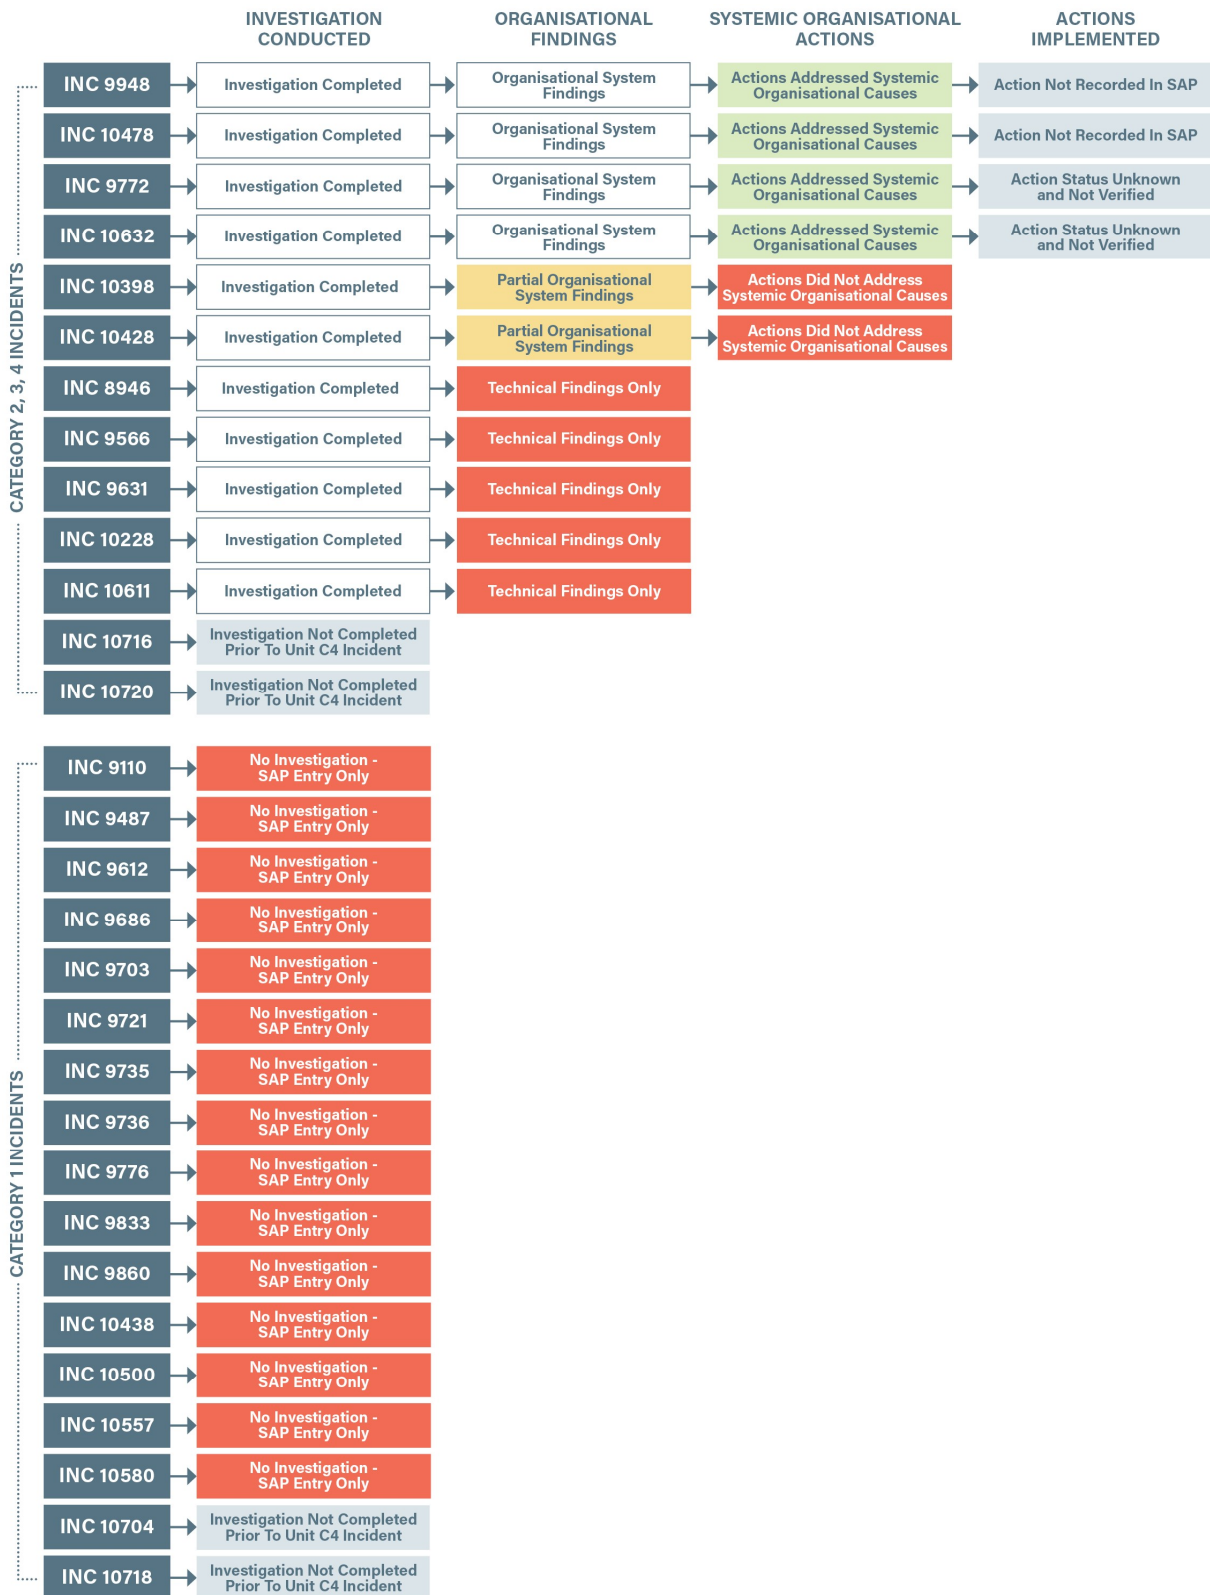 INVESTIGATION
CONDUCTED
ORGANISATIONAL
FINDINGS
SYSTEMIC ORGANISATIONAL
ACTIONS
ACTIONS
IMPLEMENTED
CATEGORY 2, 3, 4 INCIDENTS
INC 9948
Investigation Completed
Organisational System
Findings
Actions Addressed Systemic
Organisational Causes
Action Not Recorded In SAP
INC 10478
Investigation Completed
Organisational System
Findings
Actions Addressed Systemic
Organisational Causes
Action Not Recorded In SAP
INC 9772
Investigation Completed
Organisational System
Findings
Actions Addressed Systemic
Organisational Causes
Action Status Unknown
and Not Verified
INC 10632
Investigation Completed
Organisational System
Findings
Actions Addressed Systemic
Organisational Causes
Action Status Unknown
and Not Verified
INC 10398
Investigation Completed
Partial Organisational
System Findings
Actions Did Not Address
Systemic Organisational Causes
INC 10428
Investigation Completed
Partial Organisational
System Findings
Actions Did Not Address
Systemic Organisational Causes
INC 8946
Investigation Completed
Technical Findings Only
INC 9566
Investigation Completed
Technical Findings Only
INC 9631
Investigation Completed
Technical Findings Only
INC 10228
Investigation Completed
Technical Findings Only
INC 10611
Investigation Completed
Technical Findings Only
INC 10716
Investigation Not Completed
Prior To Unit C4 Incident
INC 10720
Investigation Not Completed
Prior To Unit C4 Incident
CATEGORY 1 INCIDENTS
INC 9110
No Investigation -
SAP Entry Only
INC 9487
No Investigation -
SAP Entry Only
INC 9612
No Investigation -
SAP Entry Only
INC 9686
No Investigation -
SAP Entry Only
INC 9703
No Investigation -
SAP Entry Only
INC 9721
No Investigation -
SAP Entry Only
INC 9735
No Investigation -
SAP Entry Only
INC 9736
No Investigation -
SAP Entry Only
INC 9776
No Investigation -
SAP Entry Only
INC 9833
No Investigation -
SAP Entry Only
INC 9860
No Investigation -
SAP Entry Only
INC 10438
No Investigation -
SAP Entry Only
INC 10500
No Investigation -
SAP Entry Only
INC 10557
No Investigation -
SAP Entry Only
INC 10580
No Investigation -
SAP Entry Only
INC 10704
Investigation Not Completed
Prior To Unit C4 Incident
INC 10718
Investigation Not Completed
Prior To Unit C4 Incident